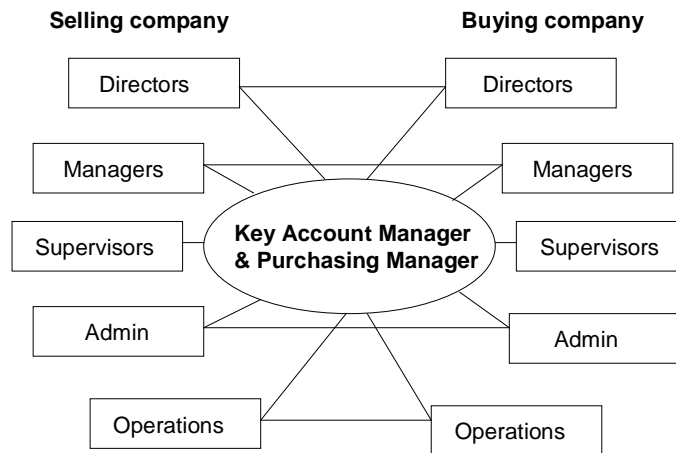 Selling company
Buying company
Directors
Directors
Managers
Managers
Key Account Manager
& Purchasing Manager
Supervisors
Supervisors
Admin
Admin
Operations
Operations